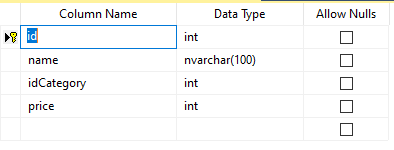 Column Name Data Type Allow Nulls
id int
name nvarchar(100)
idCategory int
price int